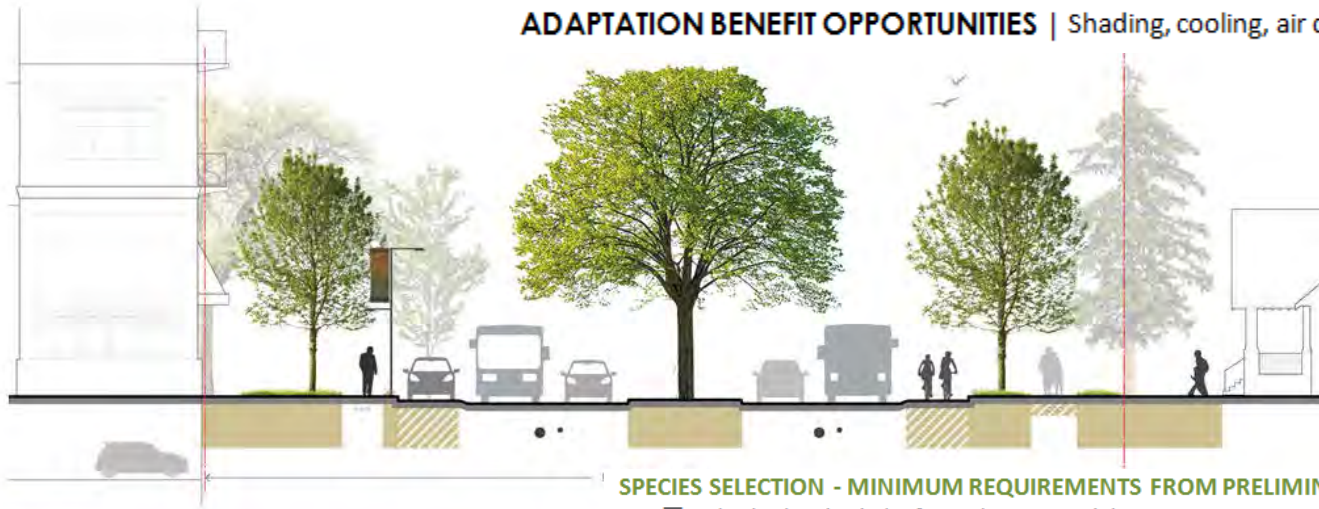 ADAPTATION BENEFIT OPPORTUNITIES | Shading, cooling, air
SPECIES SELECTION - MINIMUM REQUIREMENTS FROM PRELIMIN